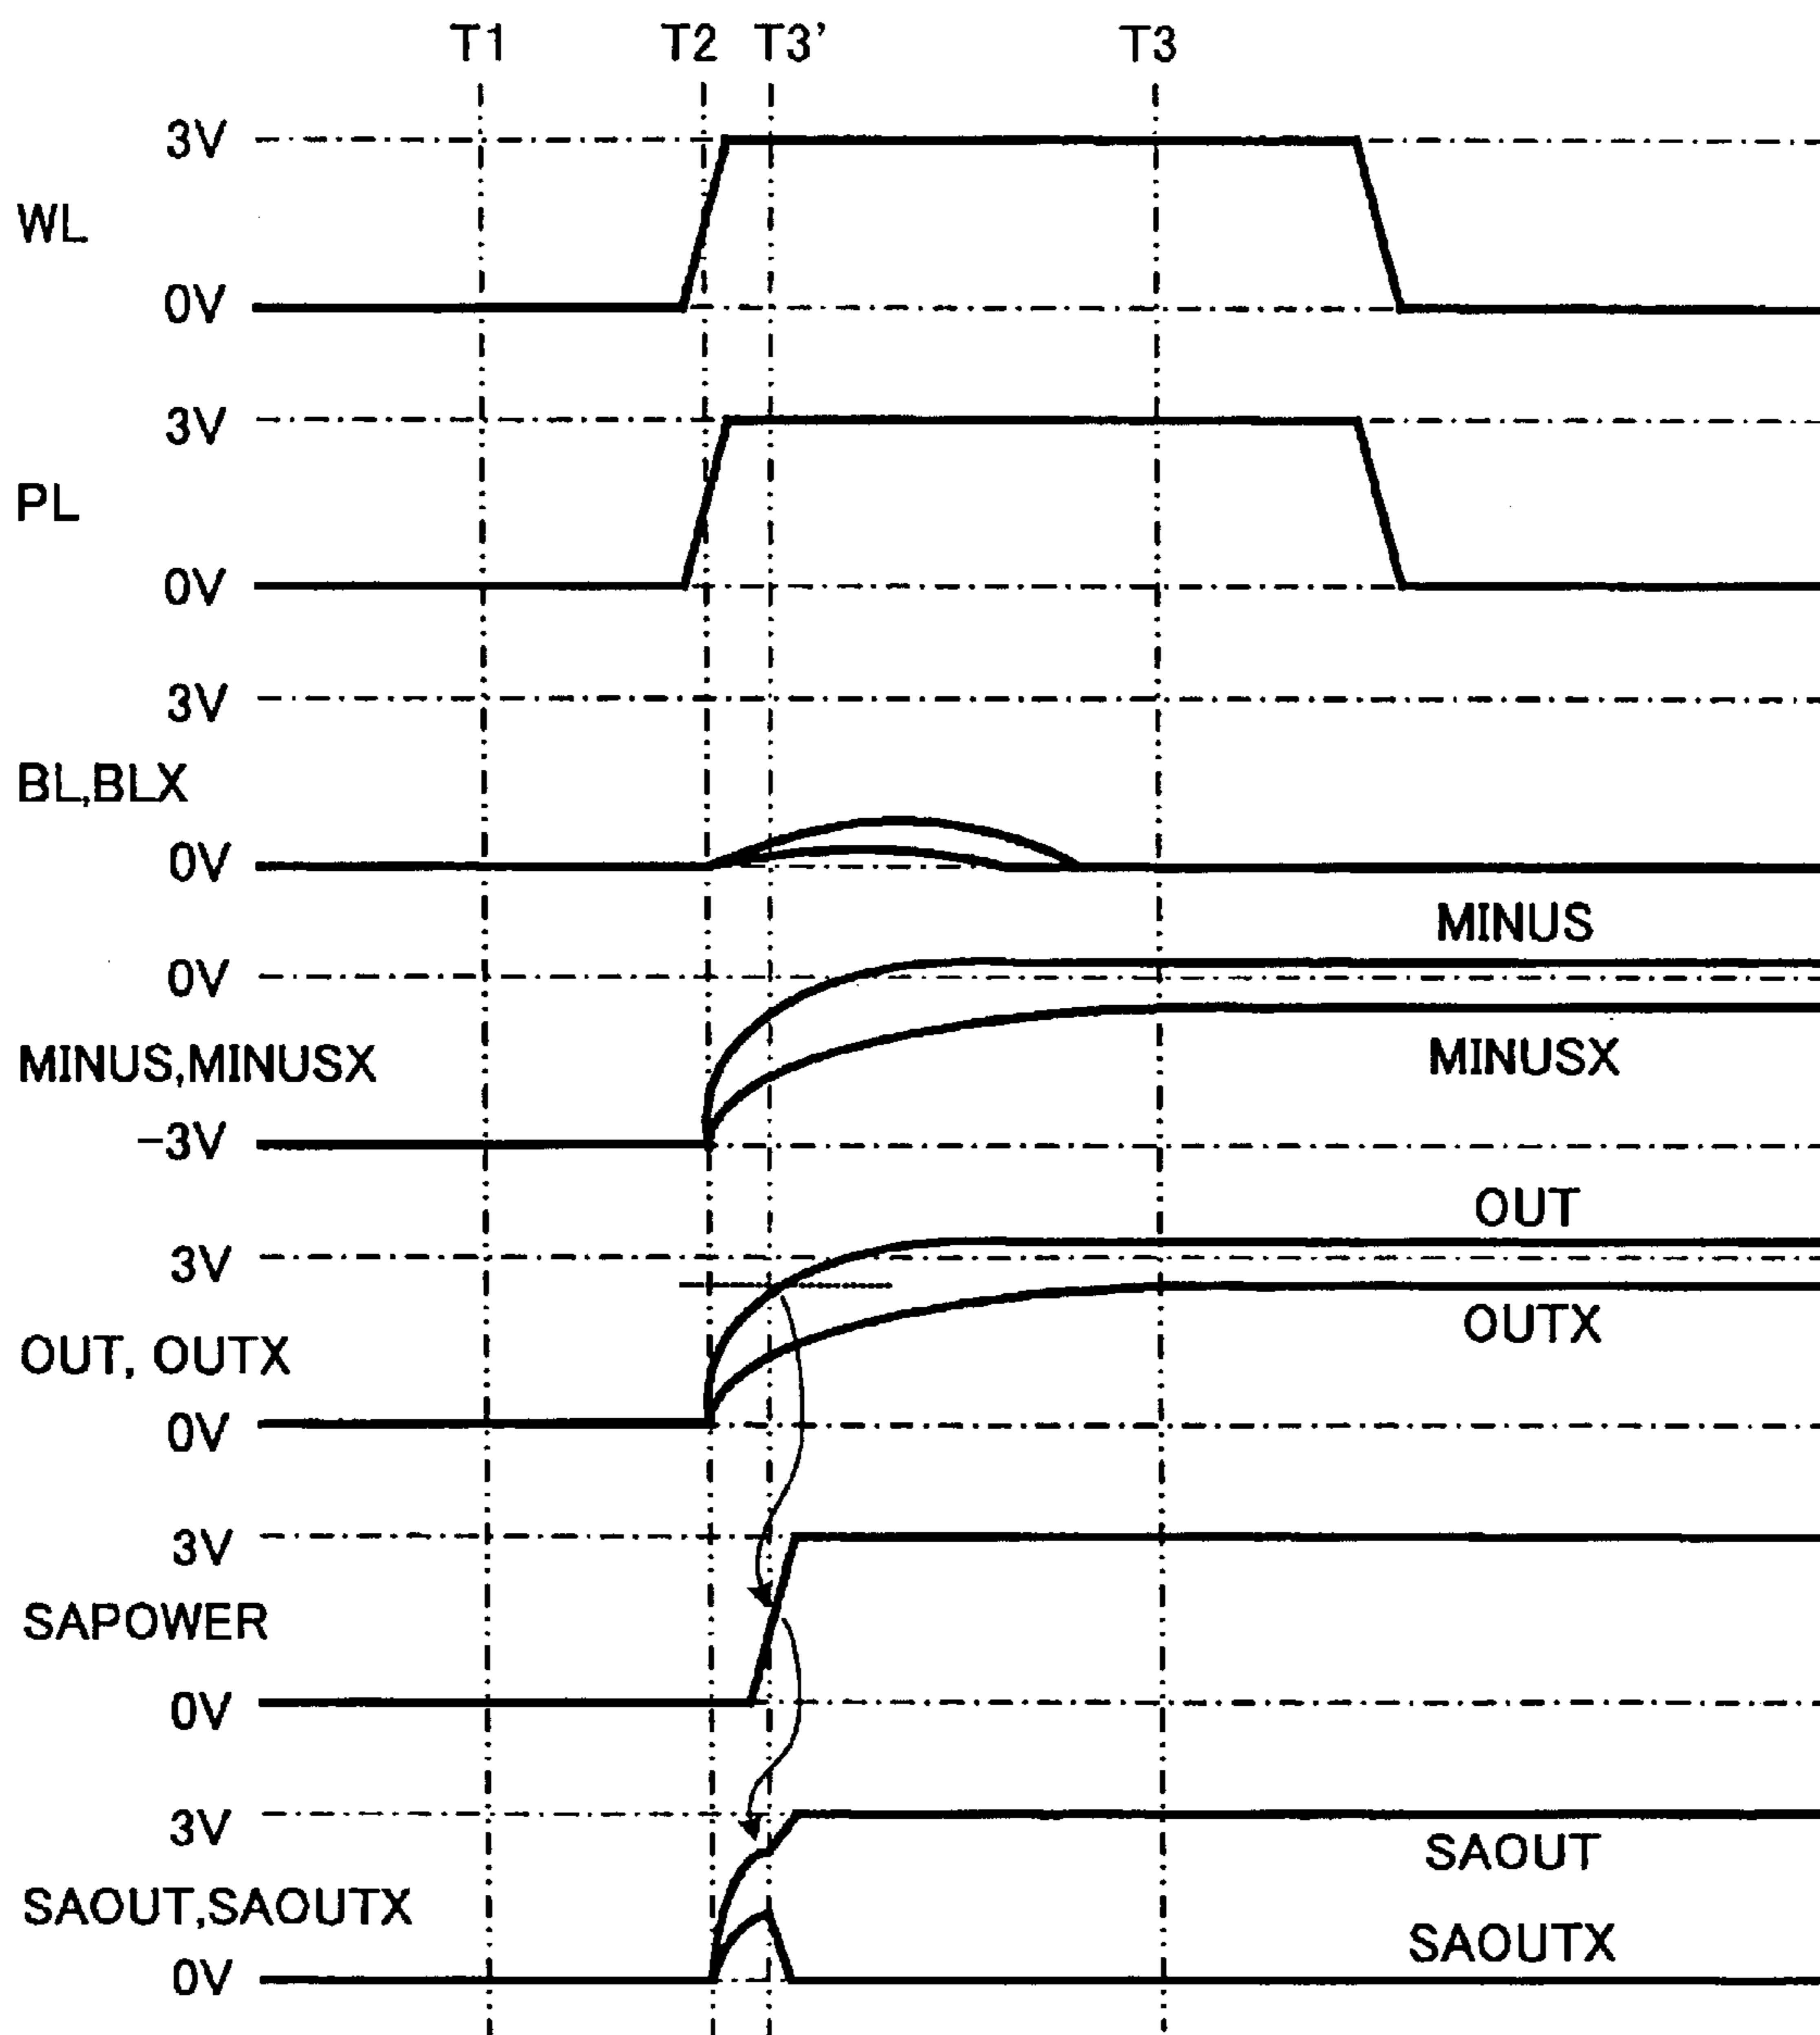 T1 T2 T3' T3
3V
WL
0V
3V
PL
0V
3V
BL,BLX
0V
MINUS
0V
MINUS,MINUSX
MINUSX
-3V
OUT
3V
OUTX
OUT, OUTX
0V
3V
SAPOWER
0V
3V
SAOUT
SAOUT,SAOUTX
SAOUTX
0V